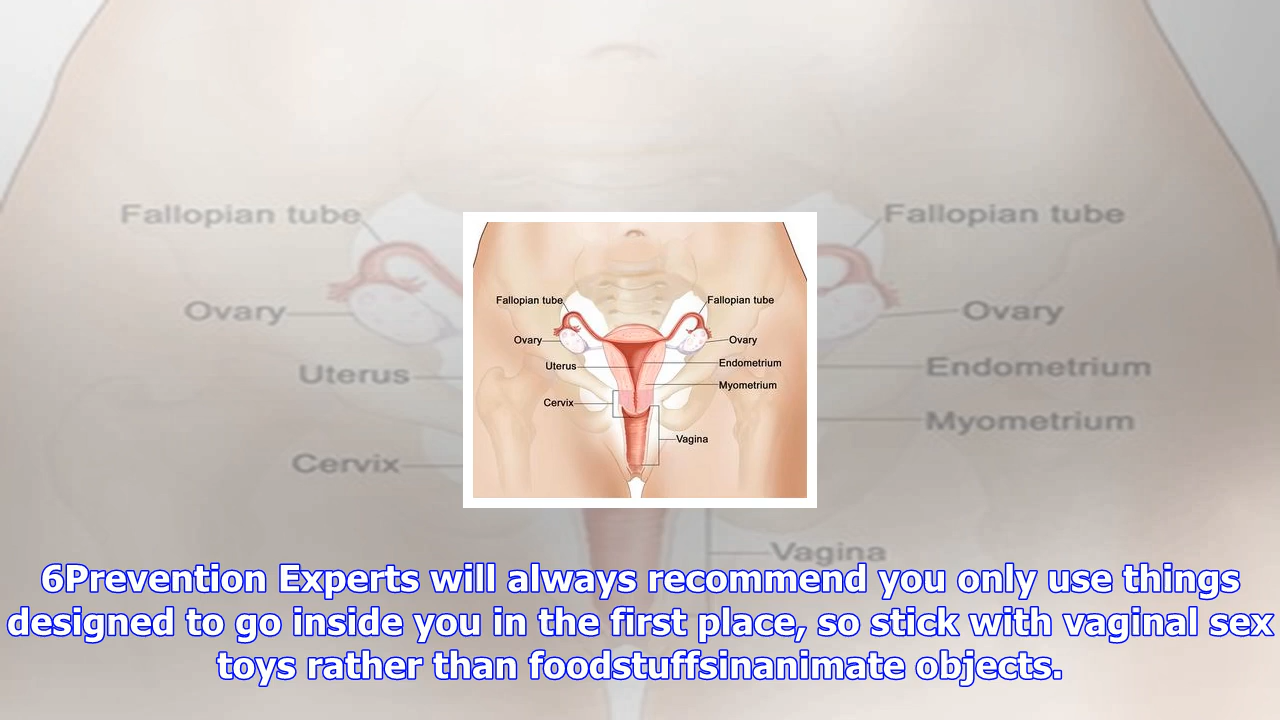 Fallopian tube
Fallopian tube
Ovary
Ovary
Uterus
Endometrium
Myometrium
Cervix
Vagina
Fallopian tube
Fallopian tube
Ovary
Ovary
Uterus
Endometrium
Myometrium
Cervix
Vagina
6Prevention Experts will always recommend you only use things
designed to go inside you in the first place, so stick with vaginal sex
toys rather than foodstuffsinanimate objects.